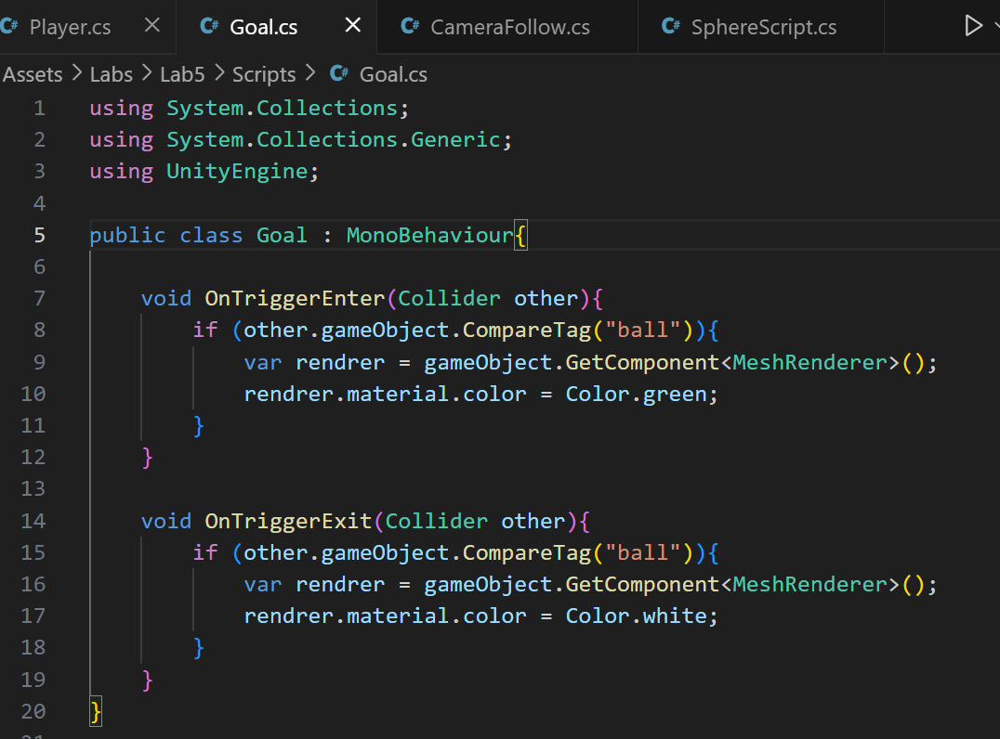 C# Player.cs C# Goal.cs C# CameraFollow.cs C# SphereScript.cs
Assets > Labs > Lab5 > Scripts > C# Goal.cs
1 using System.Collections;
2 using System.Collections.Generic;
3 using UnityEngine;
4
5 public class Goal : MonoBehaviour{
6
7 void OnTriggerEnter(Collider other){
8 if (other.gameObject.CompareTag("ball")){
9 var rendrer = gameObject.GetComponent<MeshRenderer>();
10 rendrer.material.color = Color.green;
11 }
12 }
13
14 void OnTriggerExit(Collider other){
15 if (other.gameObject.CompareTag("ball")){
16 var rendrer = gameObject.GetComponent<MeshRenderer>();
17 rendrer.material.color = Color.white;
18 }
19 }
20 }